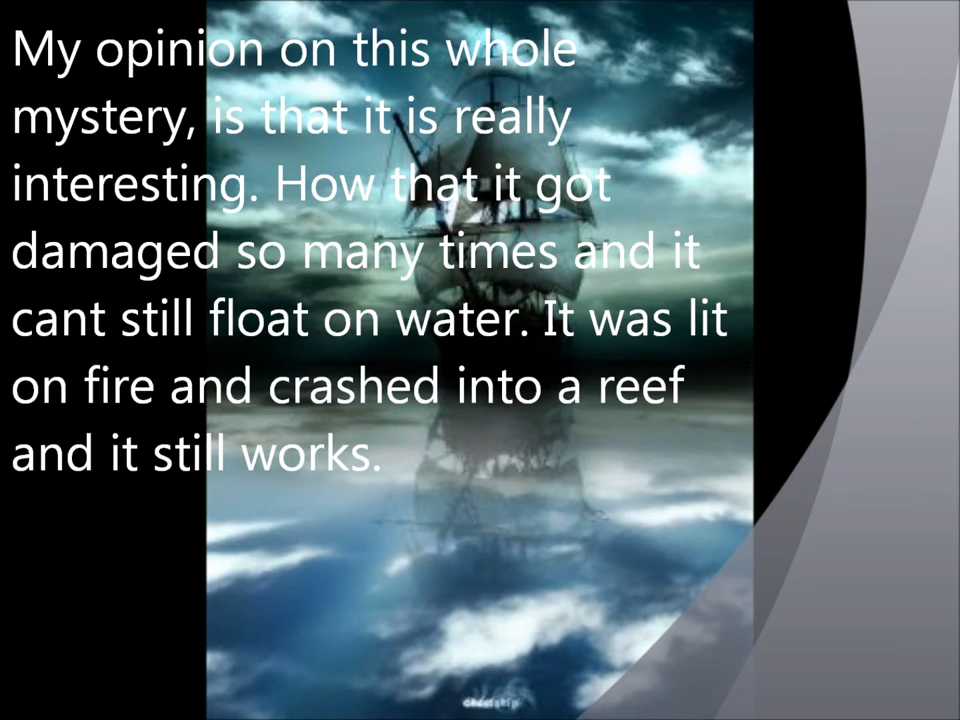 My opinion on this whole
mystery, is that it is really
interesting. How that it got
damaged so many times and it
cant still float on water. It was lit
on fire and crashed into a reef
and it still works.